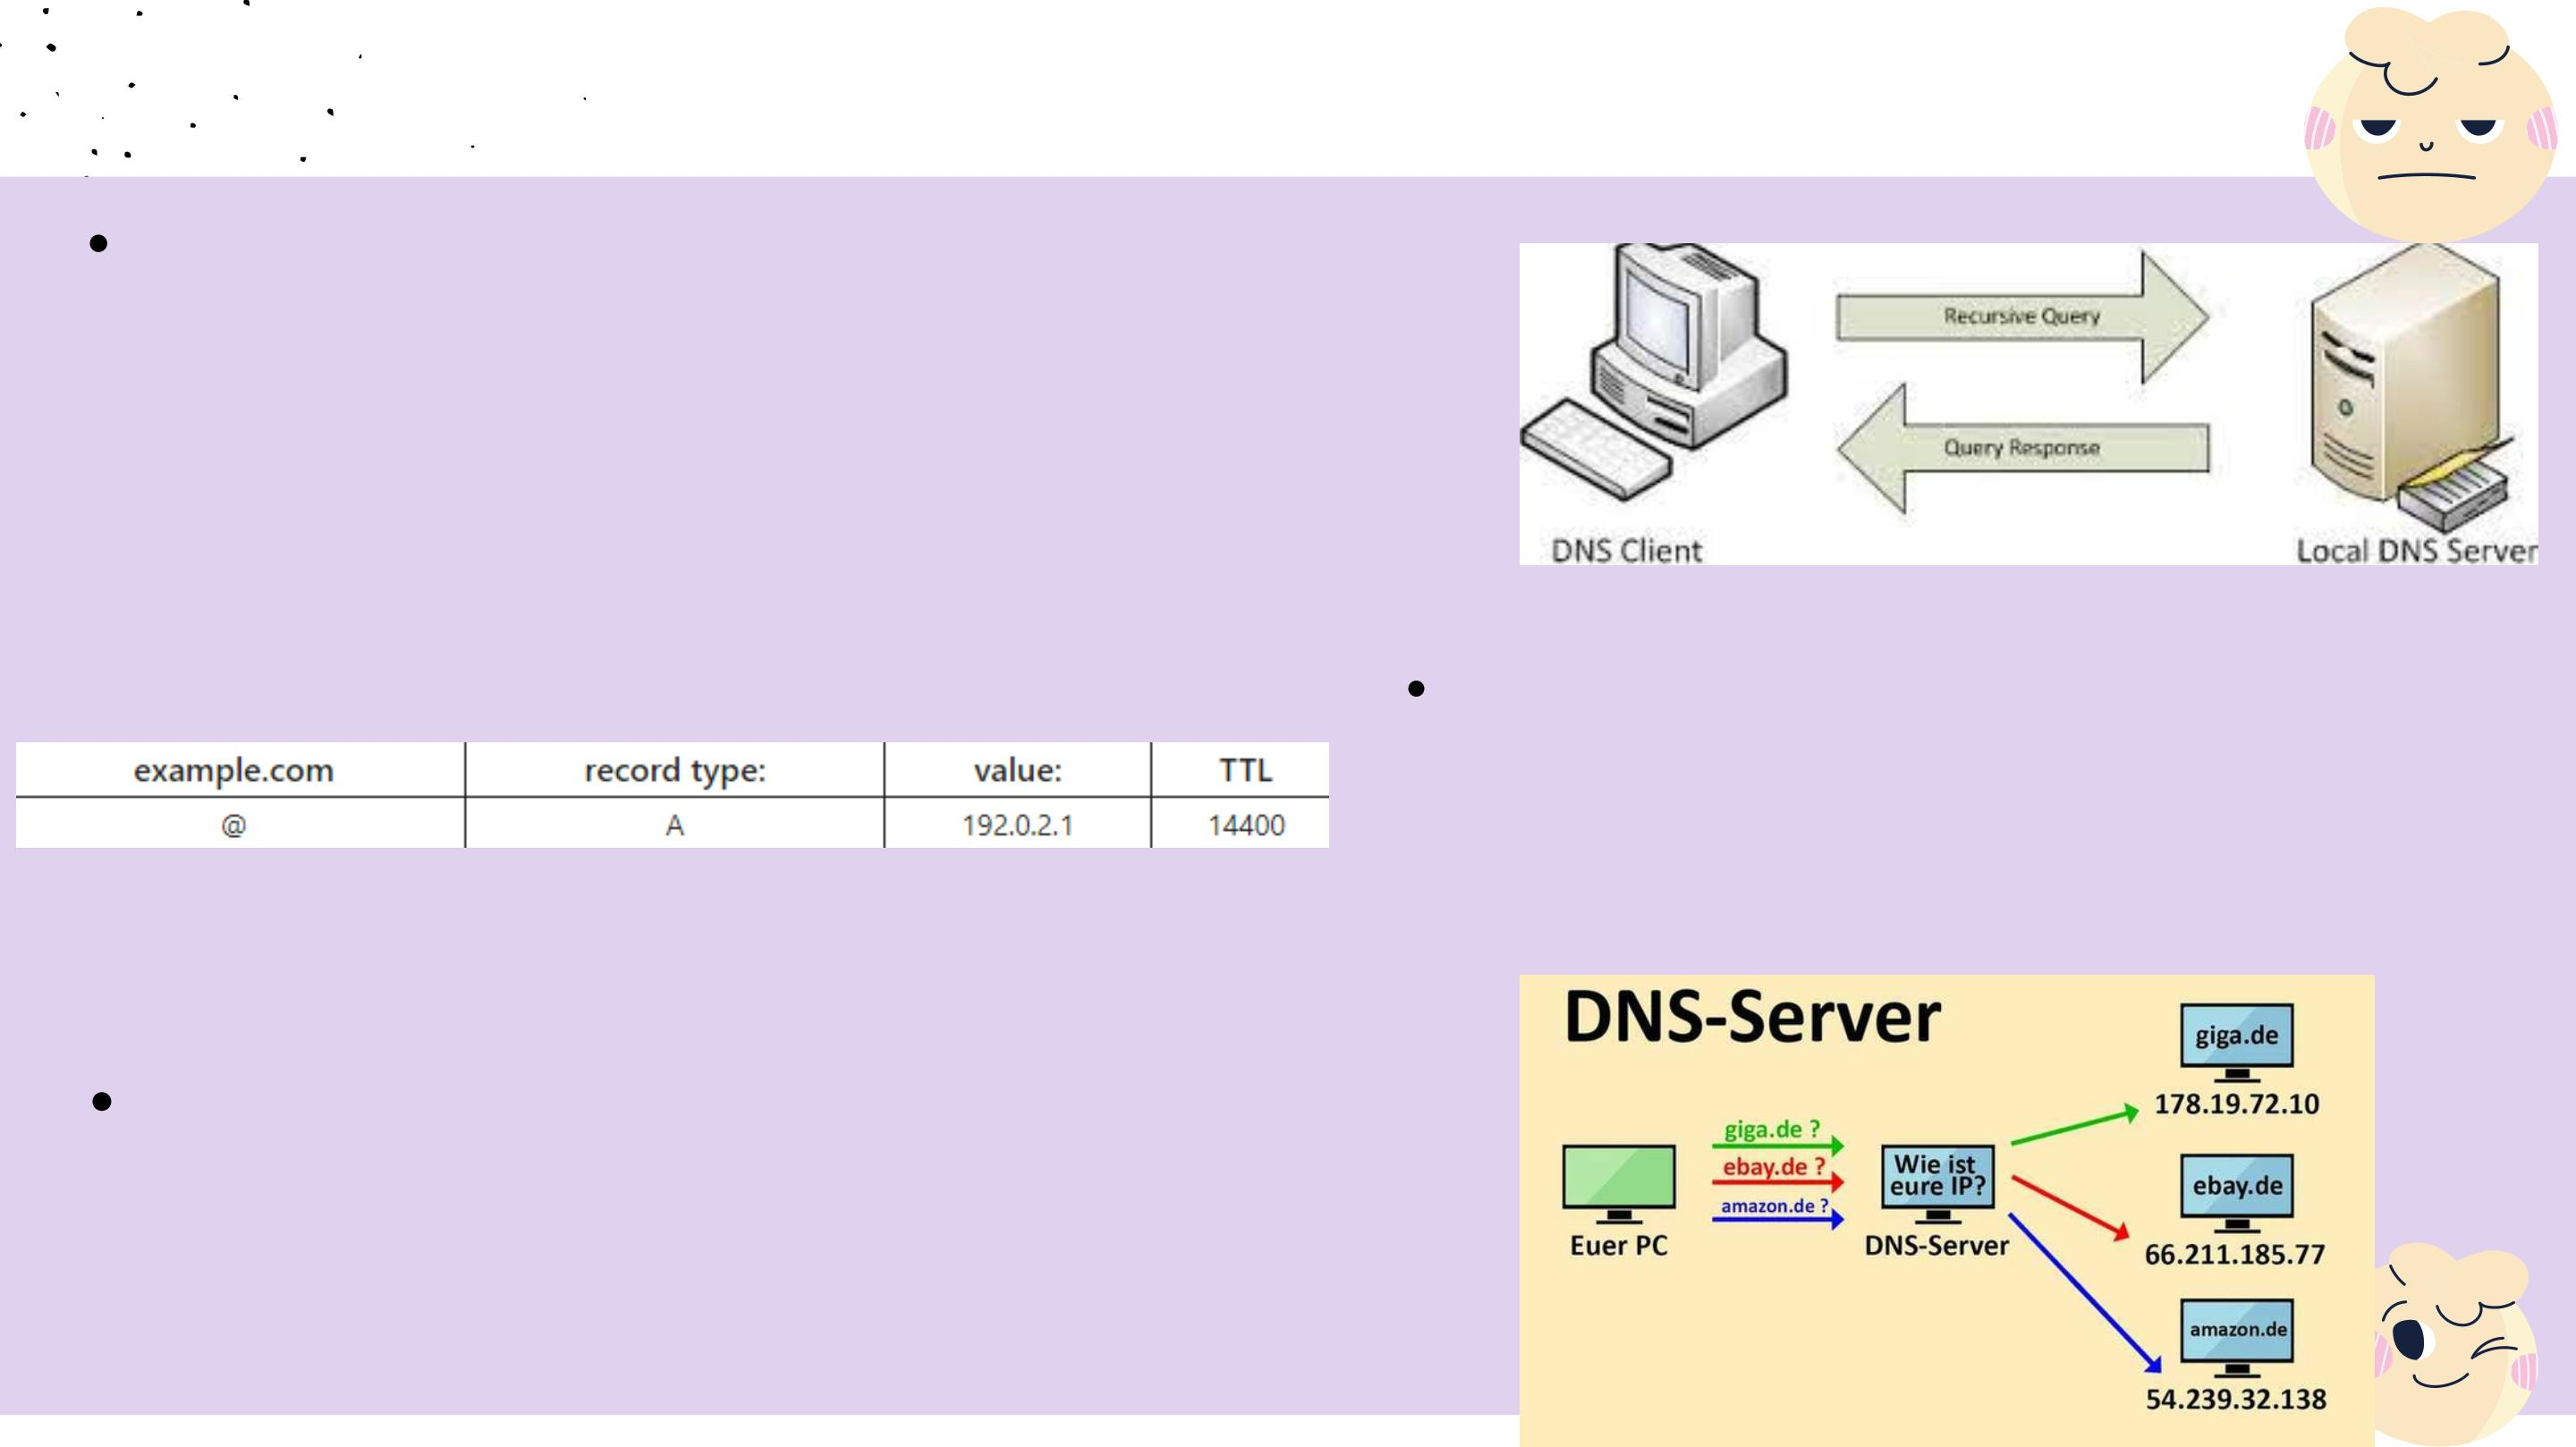 Recursive Query
Query Response
DNS Client
Local DNS Server
example.com record type: value: TTL
@ A 192.0.2.1 14400
DNS-Server
giga.de
178.19.72.10
giga.de ?
ebay.de ?
amazon.de ?
Wie ist
eure IP?
Euer PC
DNS-Server
ebay.de
66.211.185.77
amazon.de
54.239.32.138